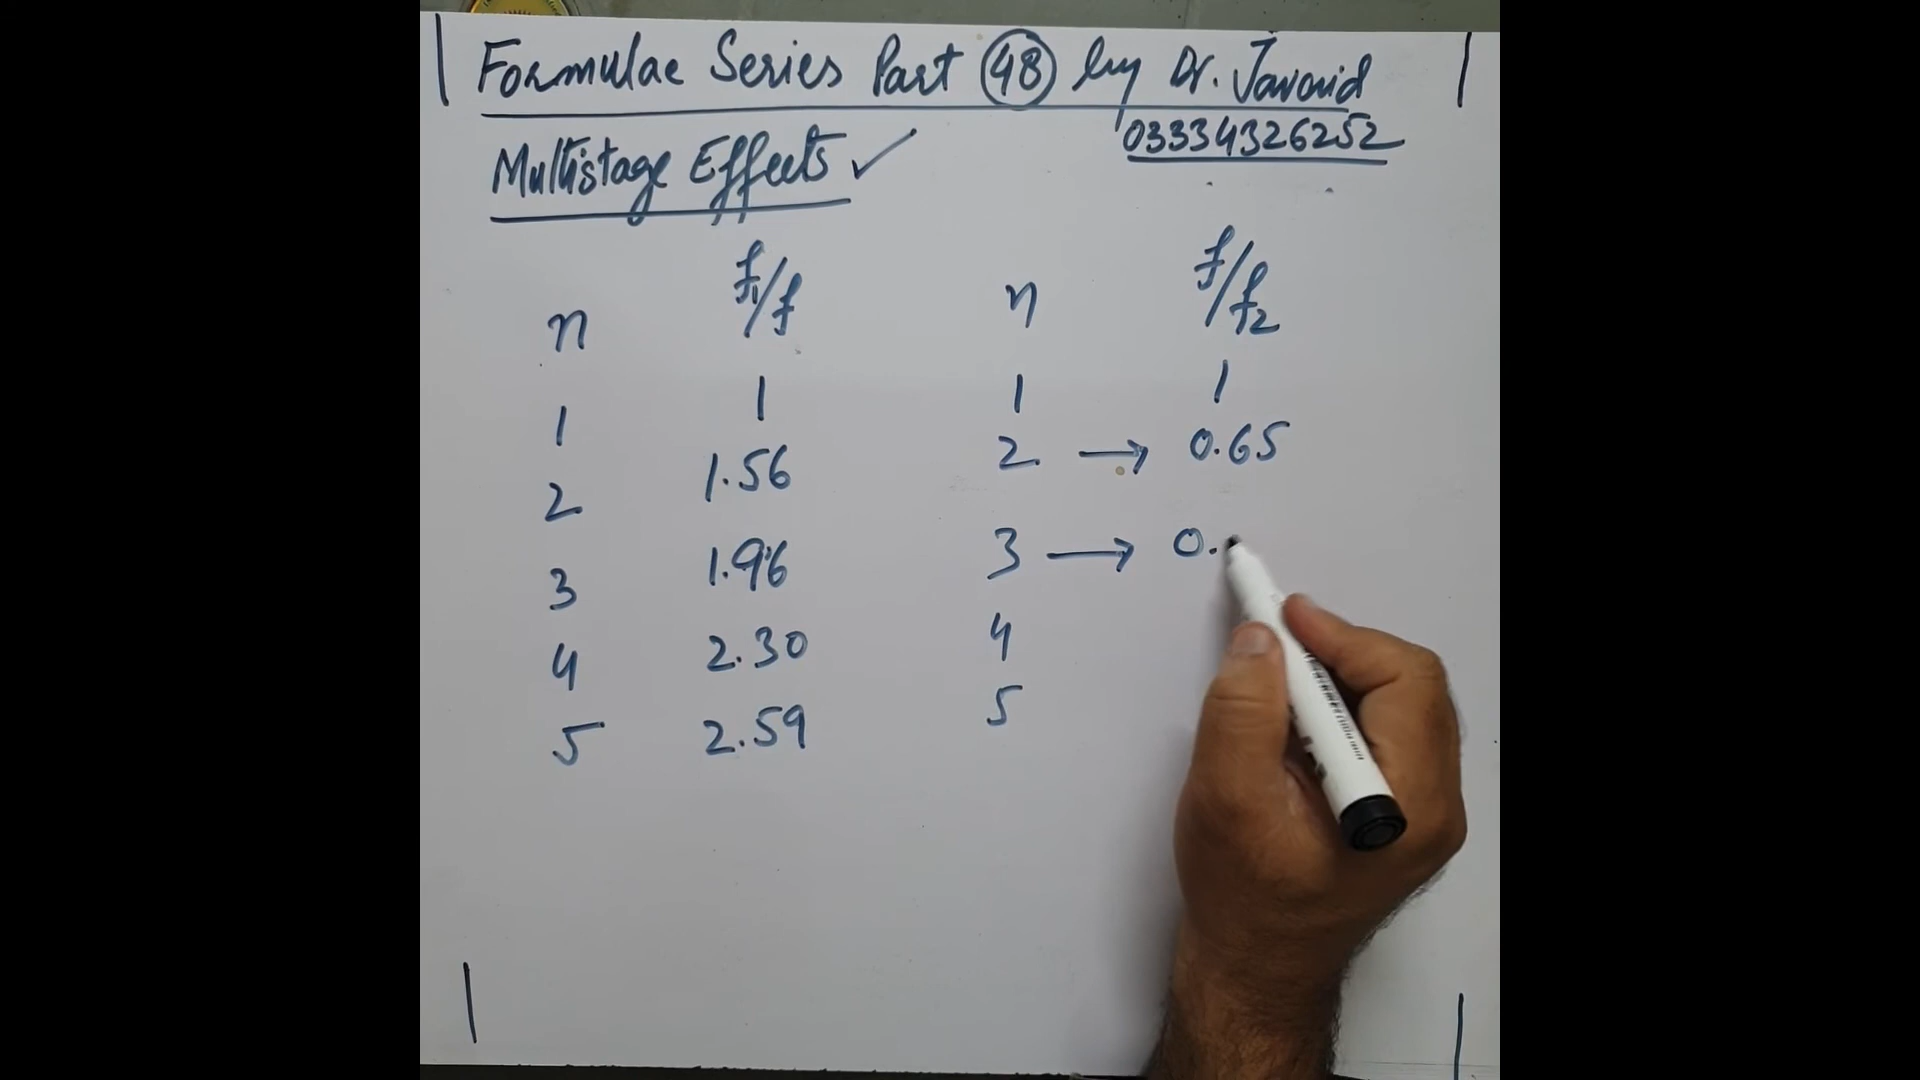 Formulae Series Part 48 by Dr. Javaid
03334326252
Multistage Effects ✓
n f1/f n f/f2
1 1 1 1
2 1.56 2 → 0.65
3 1.96 3 → 0.
4 2.30 4
5 2.59 5